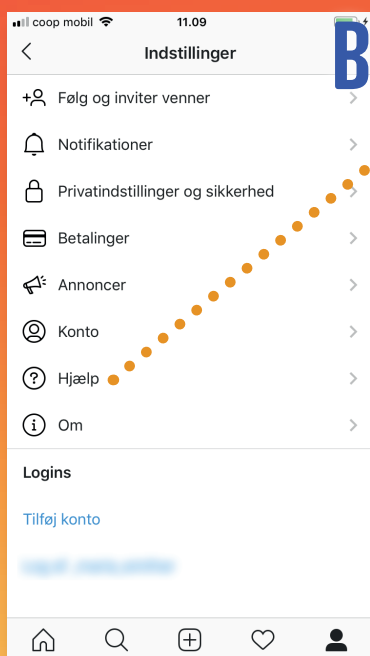 coop mobil 11.09
B
Indstillinger
Følg og inviter venner
Notifikationer
Privatindstillinger og sikkerhed
Betalinger
Annoncer
Konto
Hjælp
Om
Logins
Tilføj konto